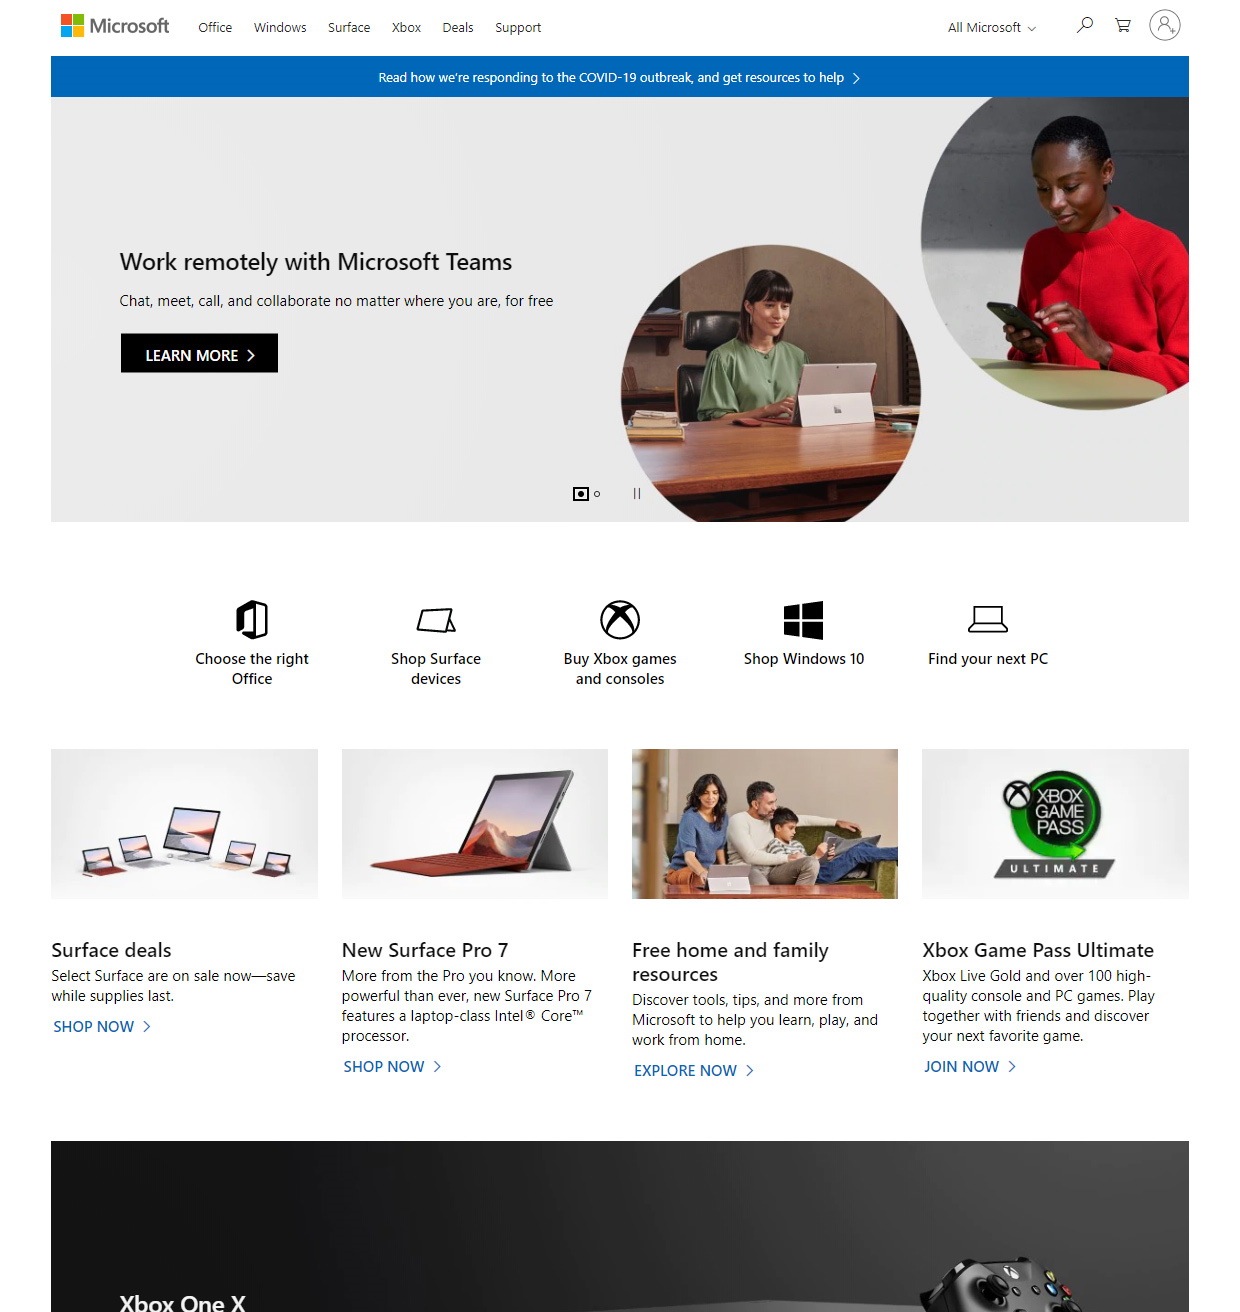 Microsoft
Office Windows Surface Xbox Deals Support
All Microsoft
Read how we're responding to the COVID-19 outbreak, and get resources to help
Work remotely with Microsoft Teams
Chat, meet, call, and collaborate no matter where you are, for free
LEARN MORE
Choose the right
Office
Shop Surface
devices
Buy Xbox games
and consoles
Shop Windows 10
Find your next PC
XBOX
GAME
PASS
ULTIMATE
Surface deals
Select Surface are on sale now—save
while supplies last.
SHOP NOW
New Surface Pro 7
More from the Pro you know. More
powerful than ever, new Surface Pro 7
features a laptop-class Intel® Core™
processor.
SHOP NOW
Free home and family
resources
Discover tools, tips, and more from
Microsoft to help you learn, play, and
work from home.
EXPLORE NOW
Xbox Game Pass Ultimate
Xbox Live Gold and over 100 high-
quality console and PC games. Play
together with friends and discover
your next favorite game.
JOIN NOW
Xbox One X